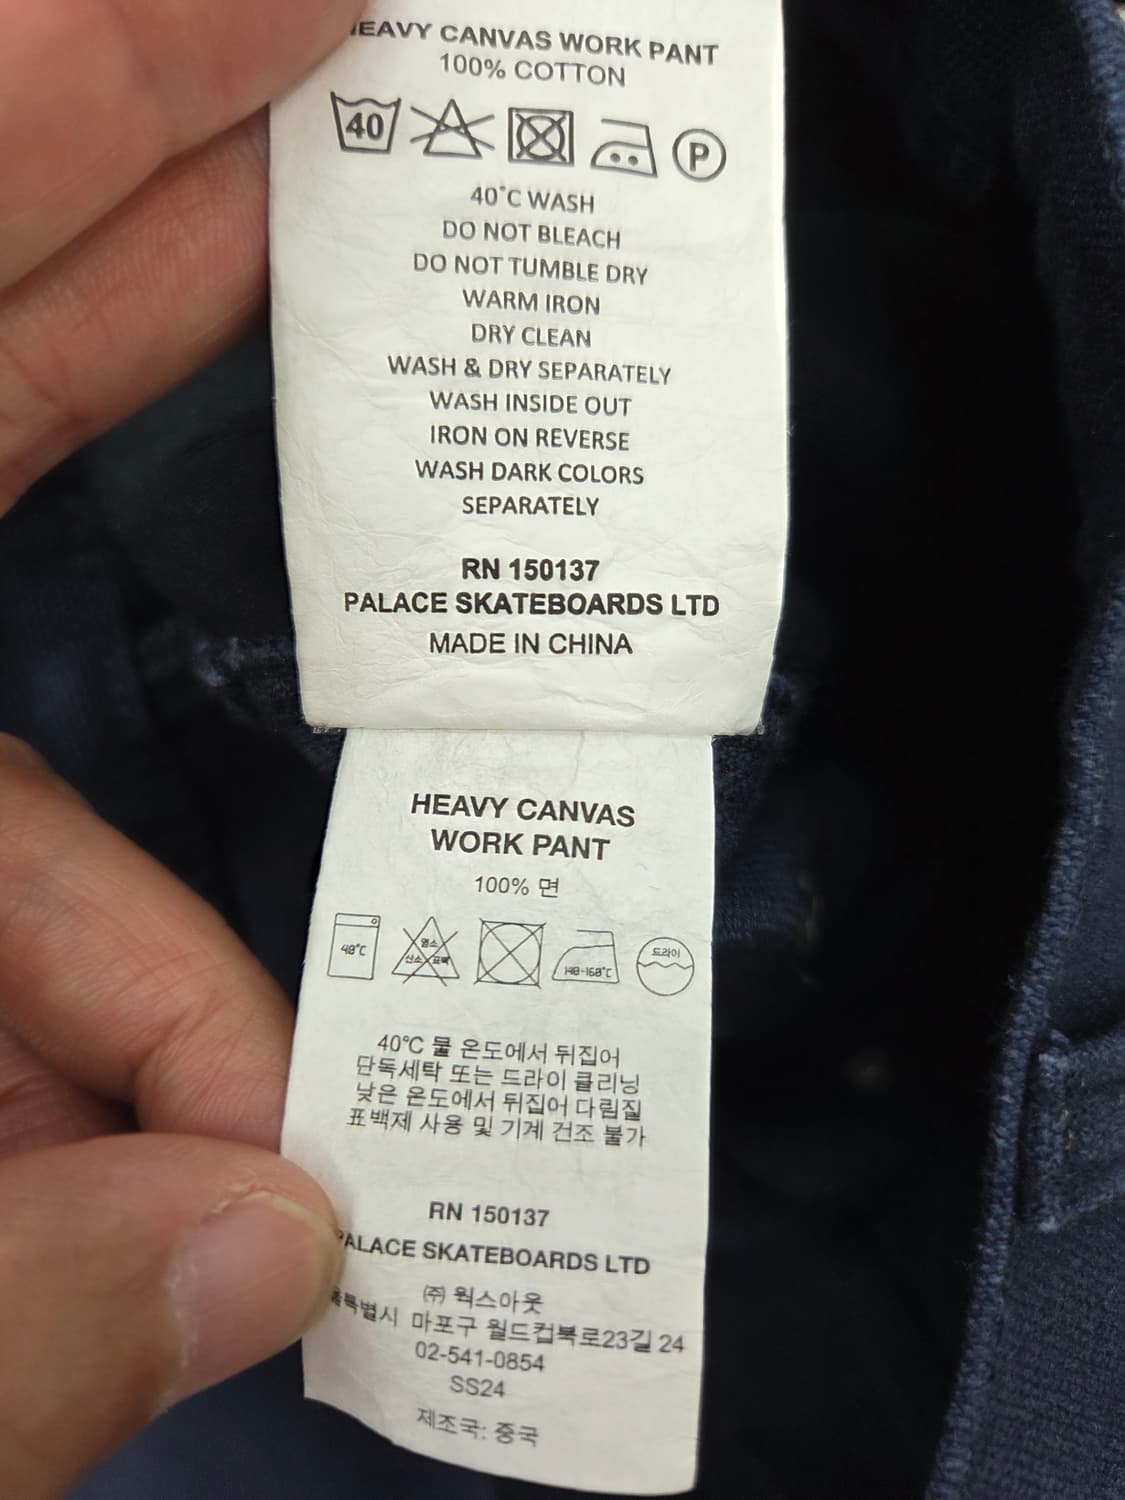 HEAVY CANVAS WORK PANT
100% COTTON
40
P
40°C WASH
DO NOT BLEACH
DO NOT TUMBLE DRY
WARM IRON
DRY CLEAN
WASH & DRY SEPARATELY
WASH INSIDE OUT
IRON ON REVERSE
WASH DARK COLORS
SEPARATELY
RN 150137
PALACE SKATEBOARDS LTD
MADE IN CHINA
HEAVY CANVAS
WORK PANT
100% 면
40°C
염소
산소 표백
140-160°C
드라이
40℃ 물 온도에서 뒤집어
단독세탁 또는 드라이 클리닝
낮은 온도에서 뒤집어 다림질
표백제 사용 및 기계 건조 불가
RN 150137
PALACE SKATEBOARDS LTD
㈜ 웍스아웃
마포구 월드컵북로23길 24
02-541-0854
SS24
제조국: 중국